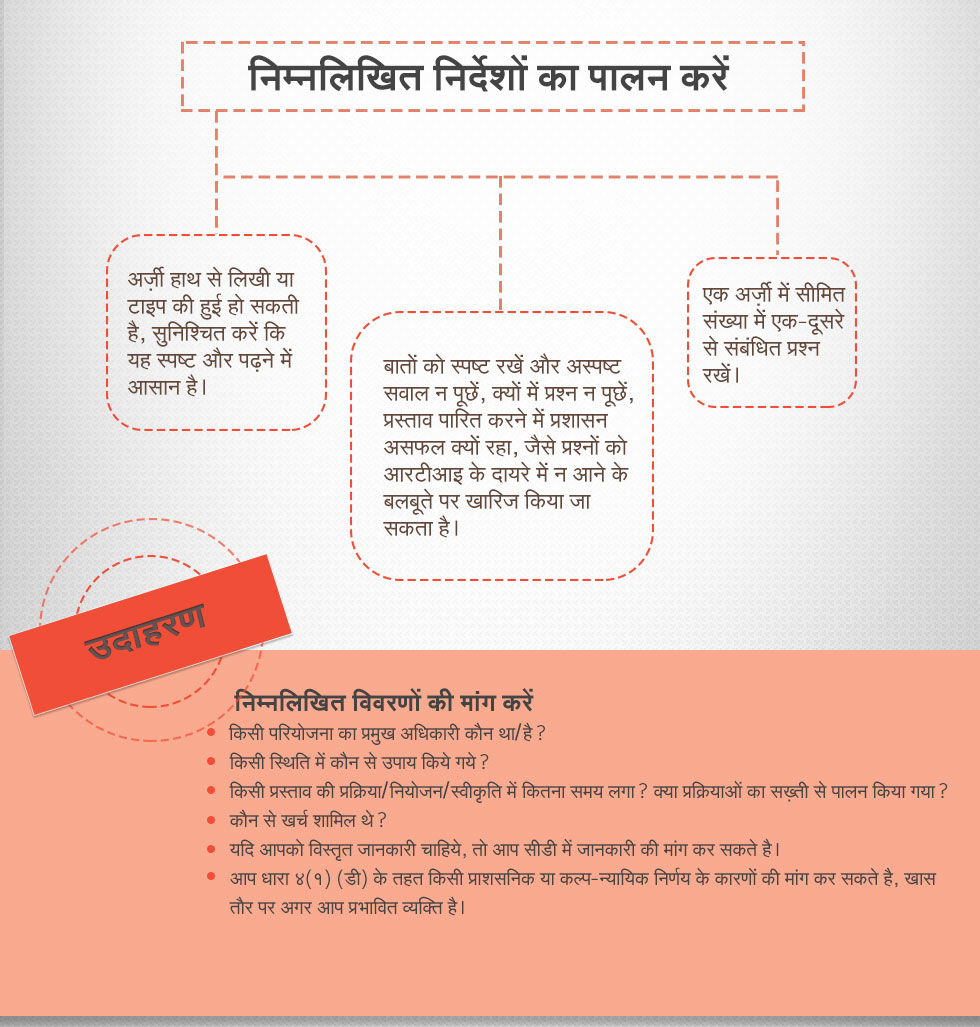 निम्नलिखित निर्देशों का पालन करें
अर्ज़ी हाथ से लिखी या
टाइप की हुई हो सकती
है, सुनिश्चित करें कि
यह स्पष्ट और पढ़ने में
आसान है।
बातों को स्पष्ट रखें और अस्पष्ट
सवाल न पूछें, क्यों में प्रश्न न पूछें,
प्रस्ताव पारित करने में प्रशासन
असफल क्यों रहा, जैसे प्रश्नों को
आरटीआइ के दायरे में न आने के
बलबूते पर खारिज किया जा
सकता है।
एक अर्ज़ी में सीमित
संख्या में एक-दूसरे
से संबंधित प्रश्न
रखें।
उदाहरण
निम्नलिखित विवरणों की मांग करें
किसी परियोजना का प्रमुख अधिकारी कौन था/है?
किसी स्थिति में कौन से उपाय किये गये?
किसी प्रस्ताव की प्रक्रिया/नियोजन/स्वीकृति में कितना समय लगा? क्या प्रक्रियाओं का सख़्ती से पालन किया गया?
कौन से खर्च शामिल थे?
यदि आपको विस्तृत जानकारी चाहिये, तो आप सीडी में जानकारी की मांग कर सकते है।
आप धारा ४(१) (डी) के तहत किसी प्राशसनिक या कल्प-न्यायिक निर्णय के कारणों की मांग कर सकते है, खास
तौर पर अगर आप प्रभावित व्यक्ति है।